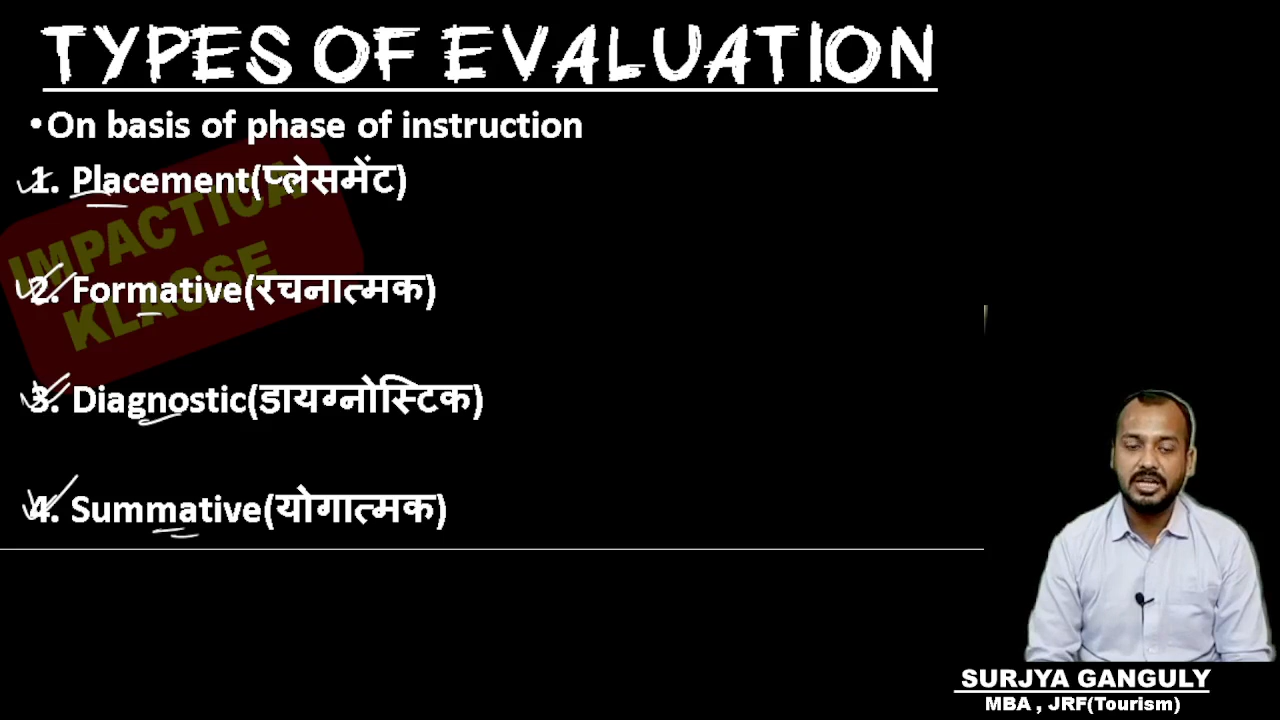 TYPES OF EVALUATION
•On basis of phase of instruction
1. Placement(प्लेसमेंट)
IMPACTICA
KLASSE
2. Formative(रचनात्मक)
3. Diagnostic(डायग्नोस्टिक)
4. Summative(योगात्मक)
SURJYA GANGULY
MBA , JRF(Tourism)